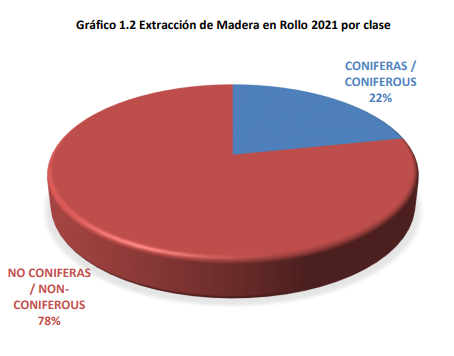 Gráfico 1.2 Extracción de Madera en Rollo 2021 por clase
CONIFERAS /
CONIFEROUS
22%
NO CONIFERAS
/ NON-
CONIFEROUS
78%